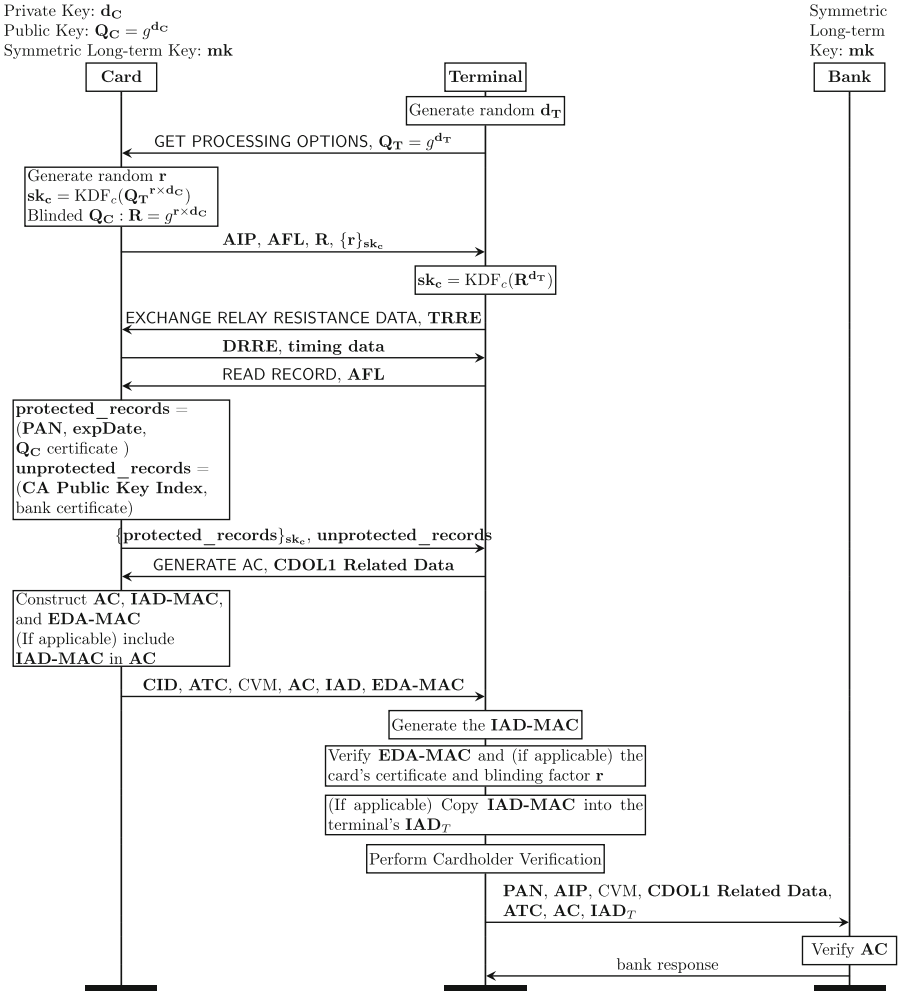 Private Key: d_C
Public Key: Q_C = g^{d_C}
Symmetric Long-term Key: mk
Symmetric
Long-term
Key: mk
Card
Terminal
Bank
Generate random d_T
GET PROCESSING OPTIONS, Q_T = g^{d_T}
Generate random r
sk_c = KDF_c(Q_T^{r×d_C})
Blinded Q_C : R = g^{r×d_C}
AIP, AFL, R, {r}_{sk_c}
sk_c = KDF_c(R^{d_T})
EXCHANGE RELAY RESISTANCE DATA, TRRE
DRRE, timing data
READ RECORD, AFL
protected_records =
(PAN, expDate,
Q_C certificate )
unprotected_records =
(CA Public Key Index,
bank certificate)
{protected_records}_{sk_c}, unprotected_records
GENERATE AC, CDOL1 Related Data
Construct AC, IAD-MAC,
and EDA-MAC
(If applicable) include
IAD-MAC in AC
CID, ATC, CVM, AC, IAD, EDA-MAC
Generate the IAD-MAC
Verify EDA-MAC and (if applicable) the
card's certificate and blinding factor r
(If applicable) Copy IAD-MAC into the
terminal's IAD_T
Perform Cardholder Verification
PAN, AIP, CVM, CDOL1 Related Data,
ATC, AC, IAD_T
Verify AC
bank response